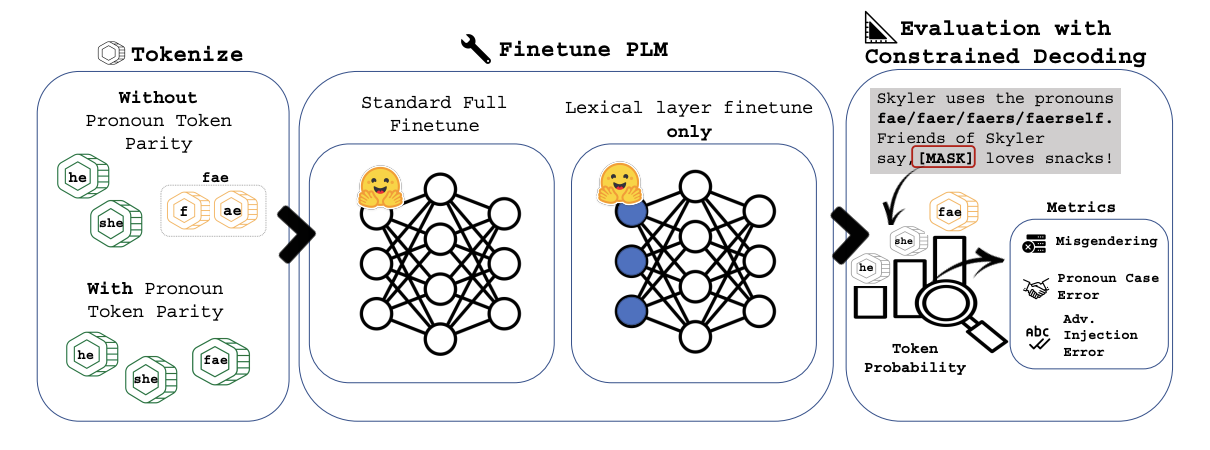 Tokenize
Without
Pronoun Token
Parity
he
she
fae
f
ae
With Pronoun
Token Parity
he
she
fae
Finetune PLM
Standard Full
Finetune
Lexical layer finetune
only
Evaluation with
Constrained Decoding
Skyler uses the pronouns
fae/faer/faers/faerself.
Friends of Skyler
say,[MASK] loves snacks!
he
she
fae
Token
Probability
Metrics
Misgendering
Pronoun Case
Error
Abc
Adv.
Injection
Error